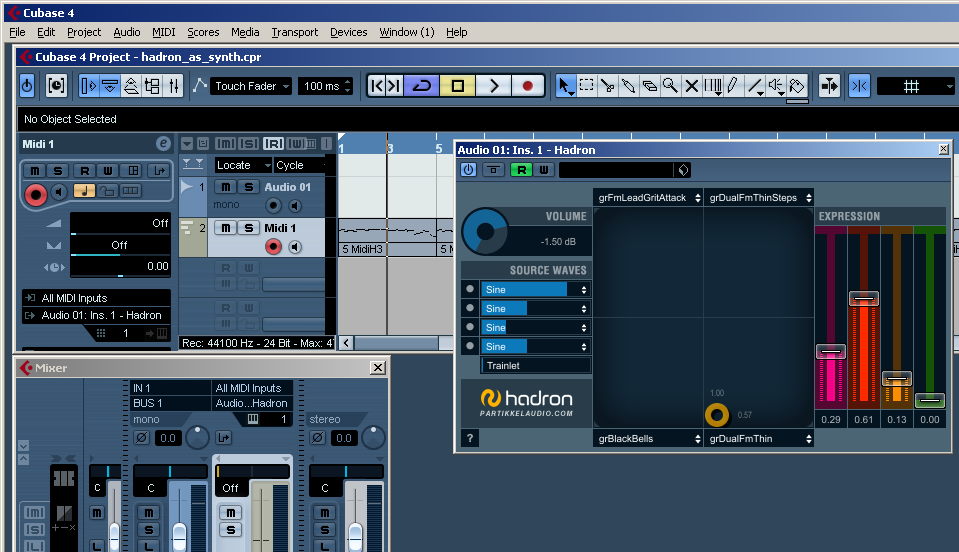 Cubase 4
File Edit Project Audio MIDI Scores Media Transport Devices Window (1) Help
Cubase 4 Project - hadron_as_synth.cpr
Touch Fader 100 ms
No Object Selected
Midi 1
M S R W
Off
Off
0.00
All MIDI Inputs
Audio 01: Ins. 1 - Hadron
1
[M] [S] [R] [W] I
Locate Cycle
1 M S Audio 01
mono
2 M S Midi 1
R W
M
R W
M
Rec: 44100 Hz - 24 Bit - Max: 4
1 3 5
5 MidiH3 5 M
Audio 01: Ins. 1 - Hadron
R W
VOLUME
-1.50 dB
SOURCE WAVES
Sine
Sine
Sine
Sine
Trainlet
hadron
PARTIKKELAUDIO.COM
?
grFmLeadGritAttack grDualFmThinSteps
1.00
0.57
grBlackBells grDualFmThin
EXPRESSION
0.29 0.61 0.13 0.00
Mixer
IN 1 All MIDI Inputs
BUS 1 Audio...Hadron
mono 1 stereo
0.0 0.0
C C Off C
M M M M
S S S
L L L
[M]
[S]